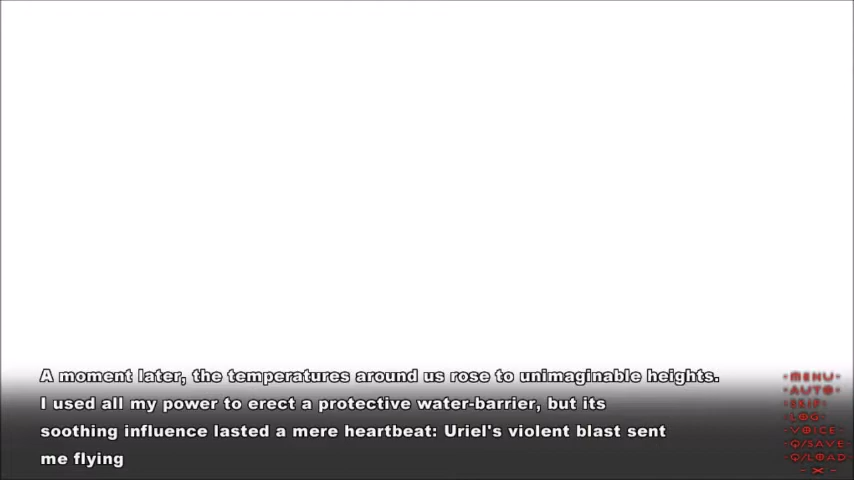 A moment later, the temperatures around us rose to unimaginable heights.
I used all my power to erect a protective water-barrier, but its
soothing influence lasted a mere heartbeat: Uriel's violent blast sent
me flying
-MENU-
-AUTO-
-SKIP-
-LOG-
-VOICE-
-Q/SAVE-
-Q/LOAD-
-×-